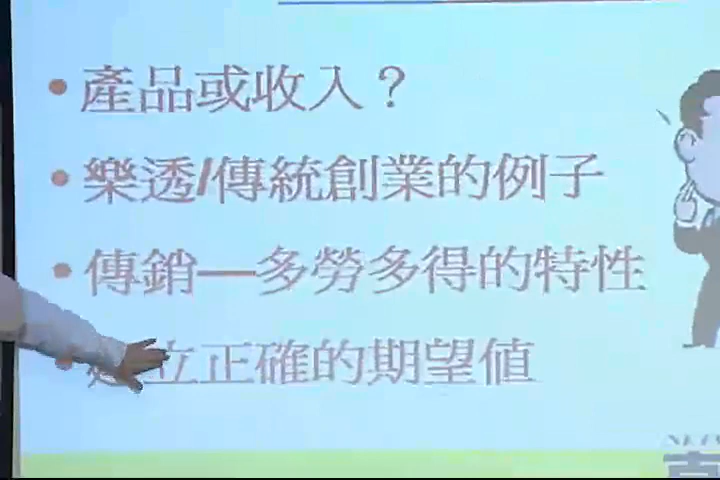 • 產品或收入？
• 樂透/傳統創業的例子
• 傳銷—多勞多得的特性
立正確的期望值